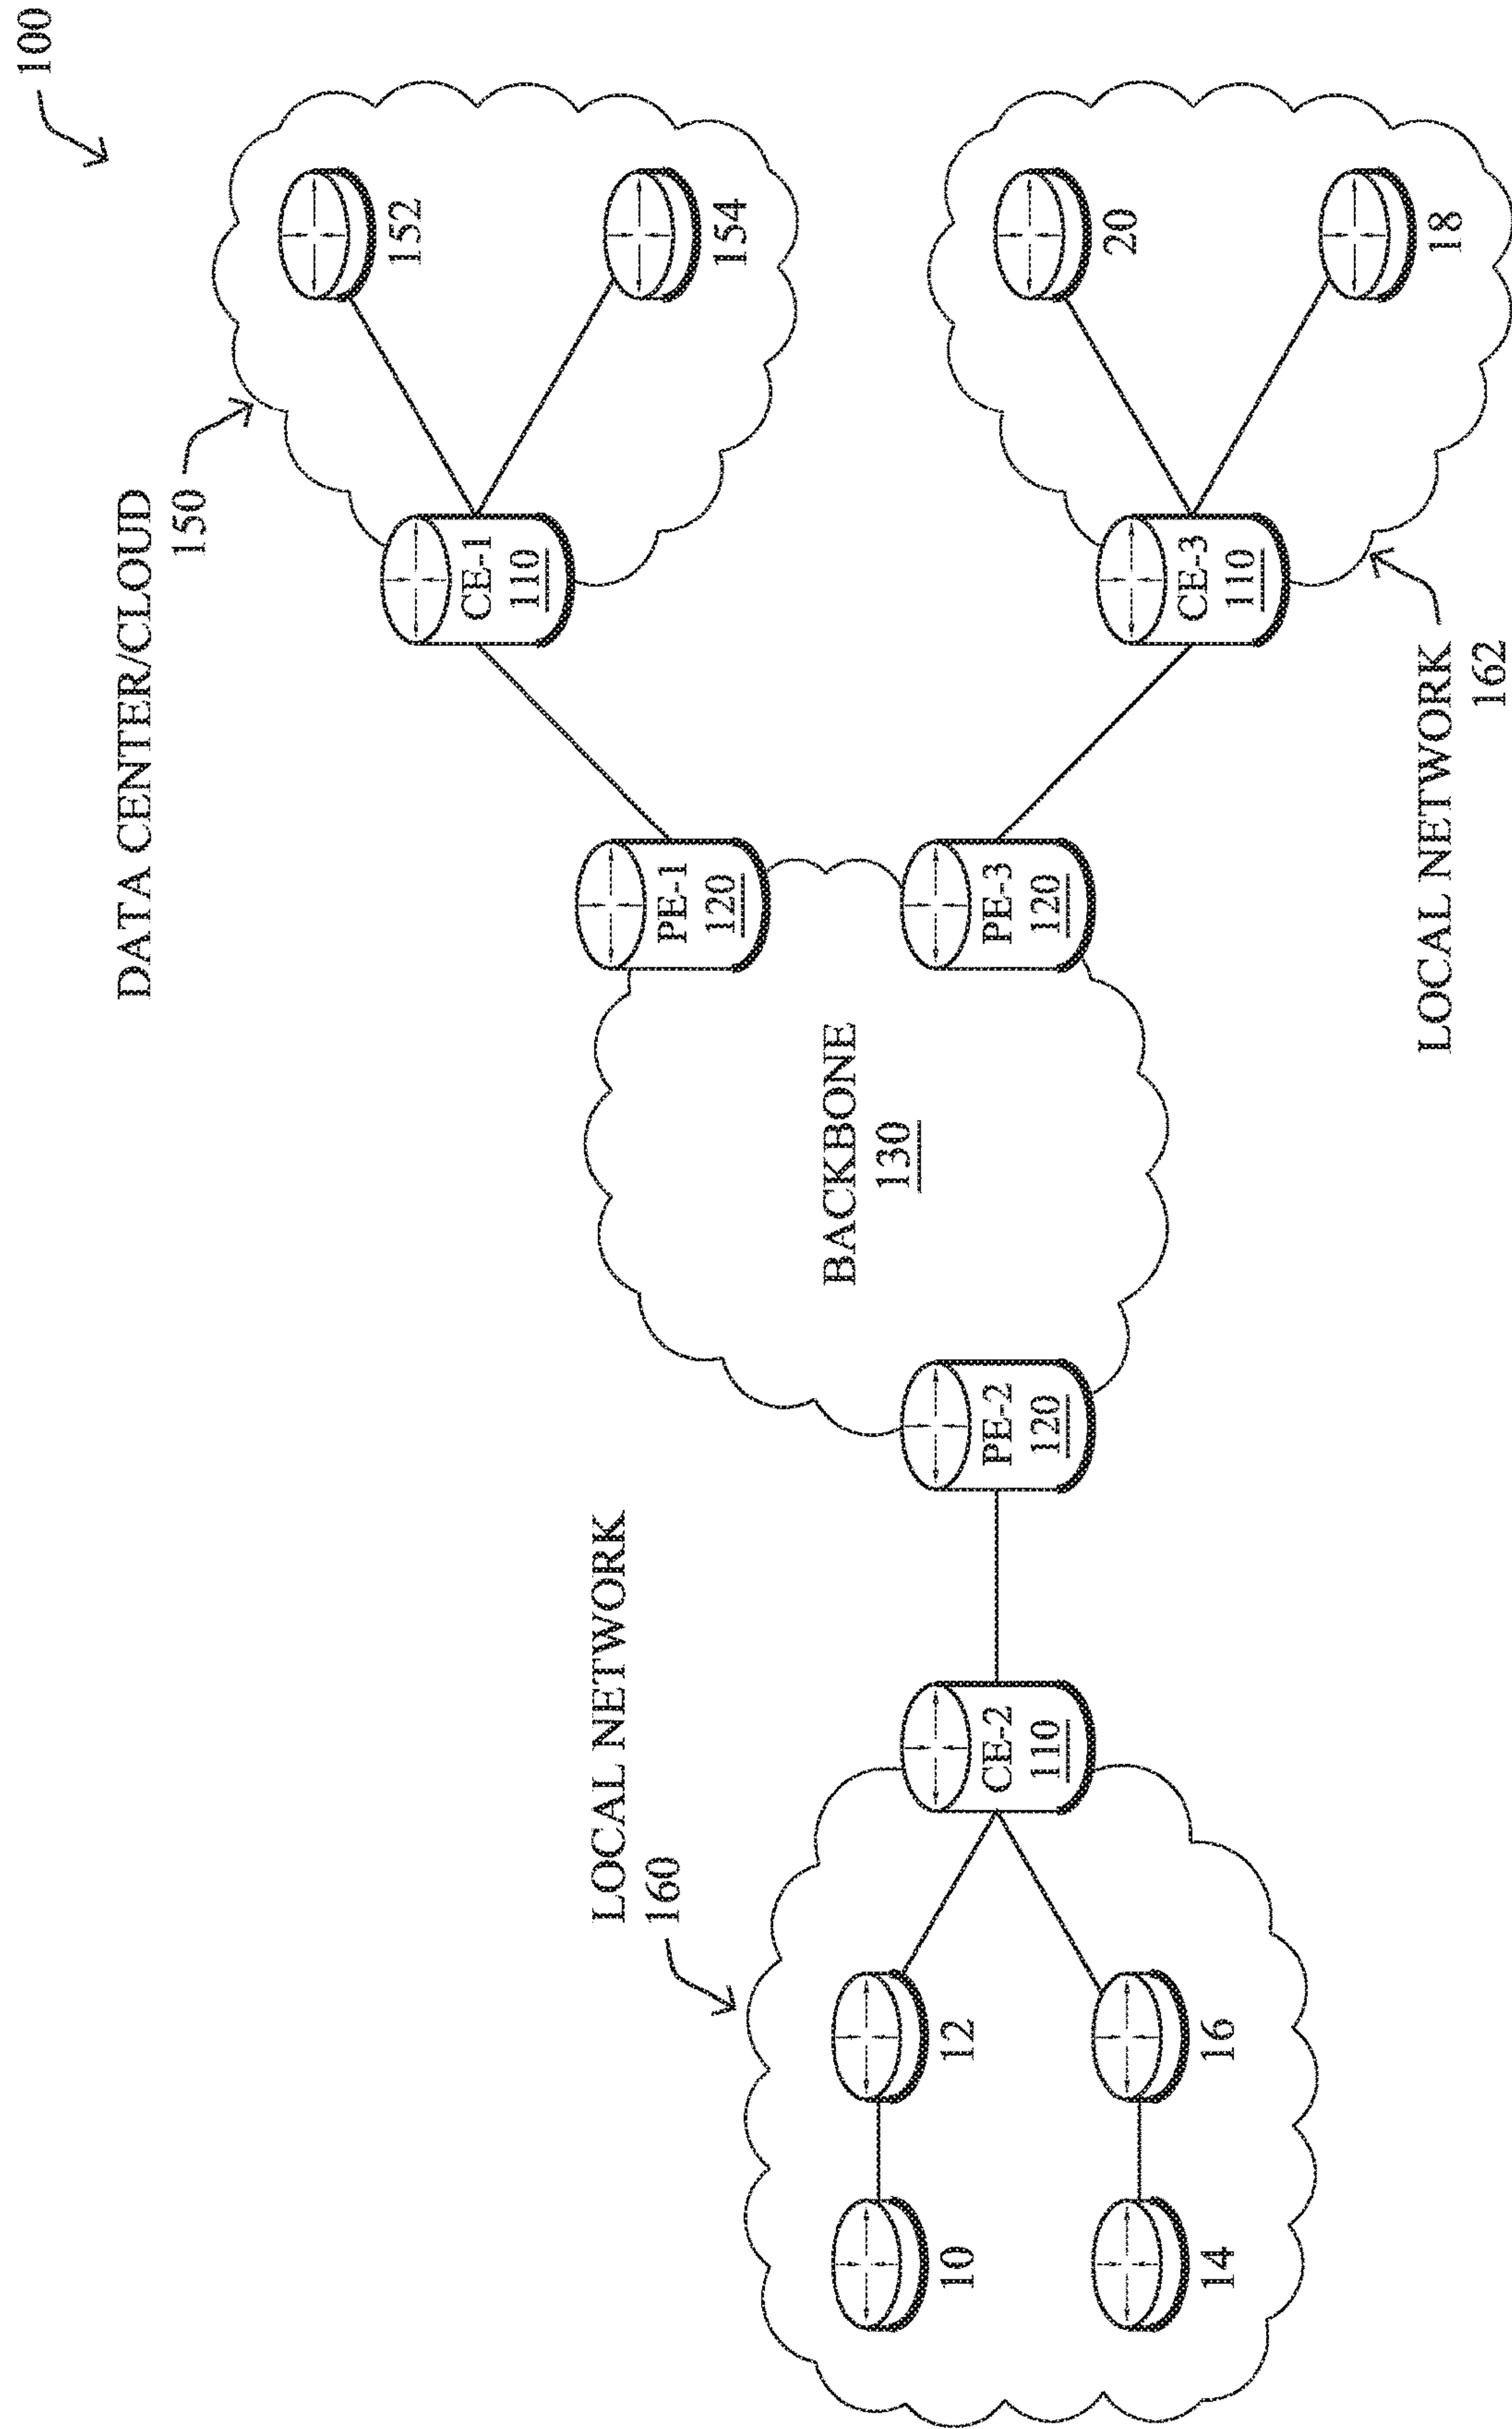 100
DATA CENTER/CLOUD
150
152
154
CE-1
110
PE-1
120
LOCAL NETWORK
160
BACKBONE
130
10
12
CE-2
110
PE-2
120
PE-3
120
CE-3
110
20
14
16
18
LOCAL NETWORK
162